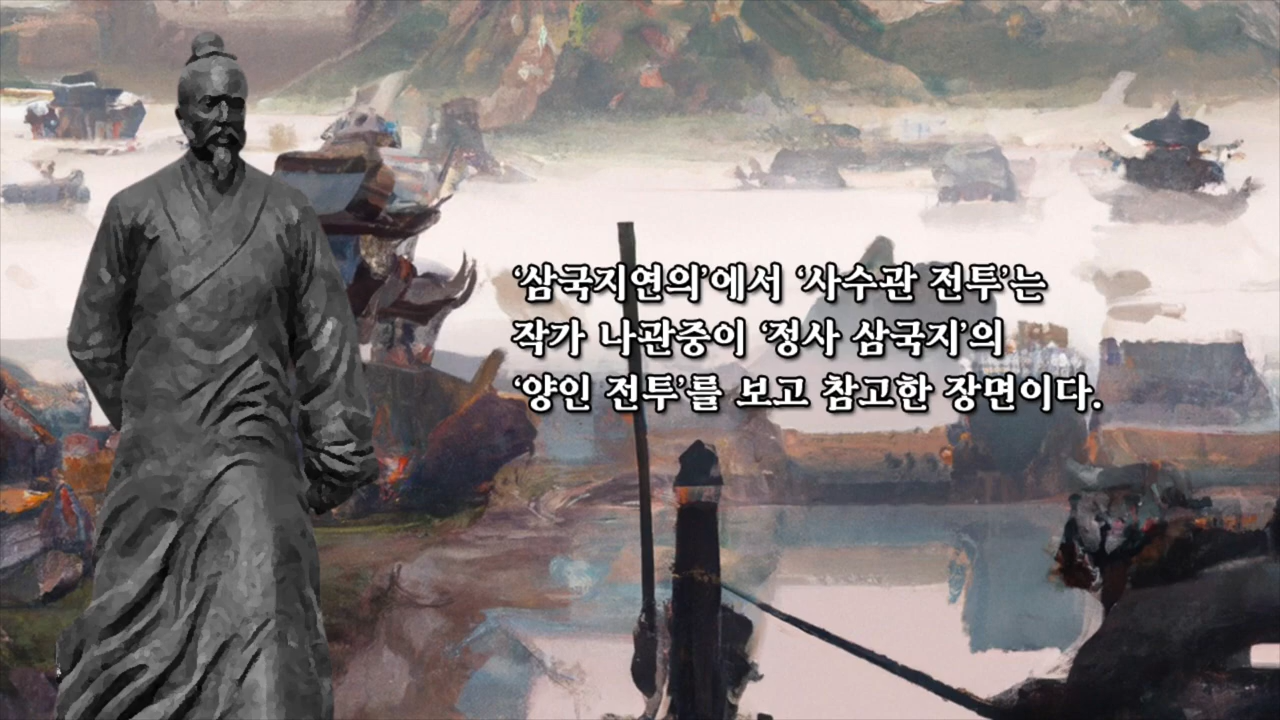 ‘삼국지연의’에서 ‘사수관 전투’는
작가 나관중이 ‘정사 삼국지’의
‘양인 전투’를 보고 참고한 장면이다.